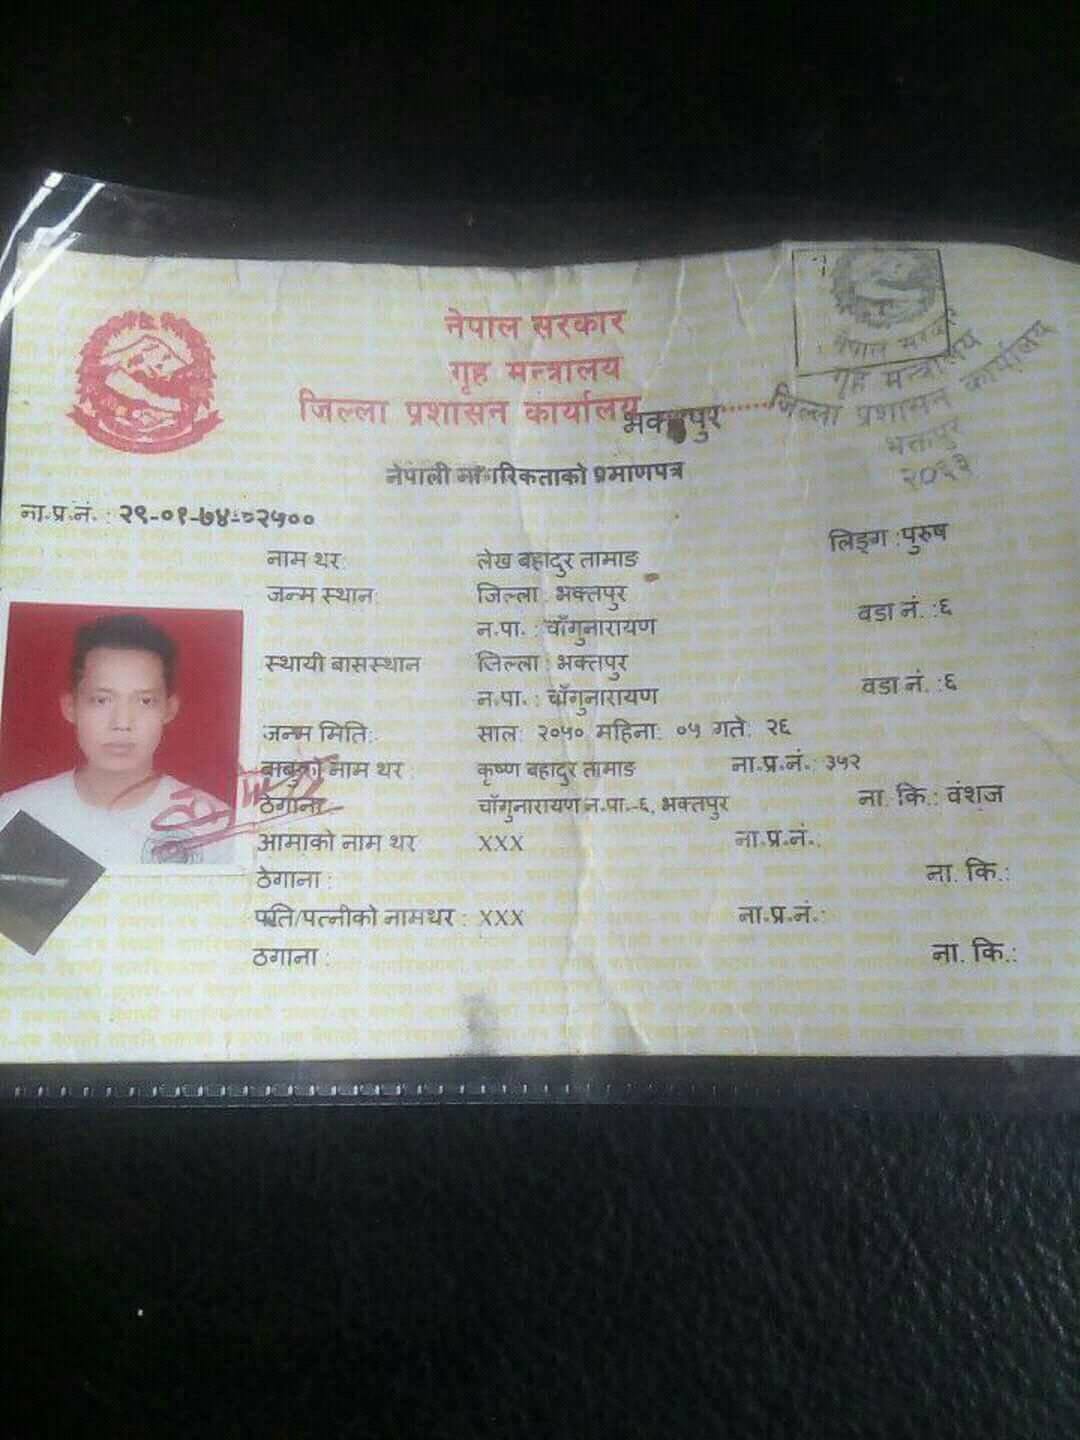 नेपाल सरकार
गृह मन्त्रालय
जिल्ला प्रशासन कार्यालय भक्तपुर
नेपाल सरकार
गृह मन्त्रालय
जिल्ला प्रशासन कार्यालय
भक्तपुर
२०६३
नेपाली नागरिकताको प्रमाणपत्र
ना.प्र.नं. : २९-०१-७४-०२५००
लिङ्ग : पुरुष
नाम थर: लेख बहादुर तामाङ
जन्म स्थान: जिल्ला : भक्तपुर
न.पा. : चाँगुनारायण वडा नं. :६
स्थायी बासस्थान जिल्ला : भक्तपुर
न.पा. : चाँगुनारायण वडा नं. :६
जन्म मिति: साल: २०५० महिना: ०५ गते: २६
बाबुको नाम थर : कृष्ण बहादुर तामाङ ना.प्र.नं.: ३५२
ठेगाना: चाँगुनारायण न.पा.-६, भक्तपुर ना. कि.: वंशज
आमाको नाम थर XXX ना.प्र.नं.:
ठेगाना : ना. कि.:
पति/पत्नीको नामथर : XXX ना.प्र.नं.:
ठगाना : ना. कि.: